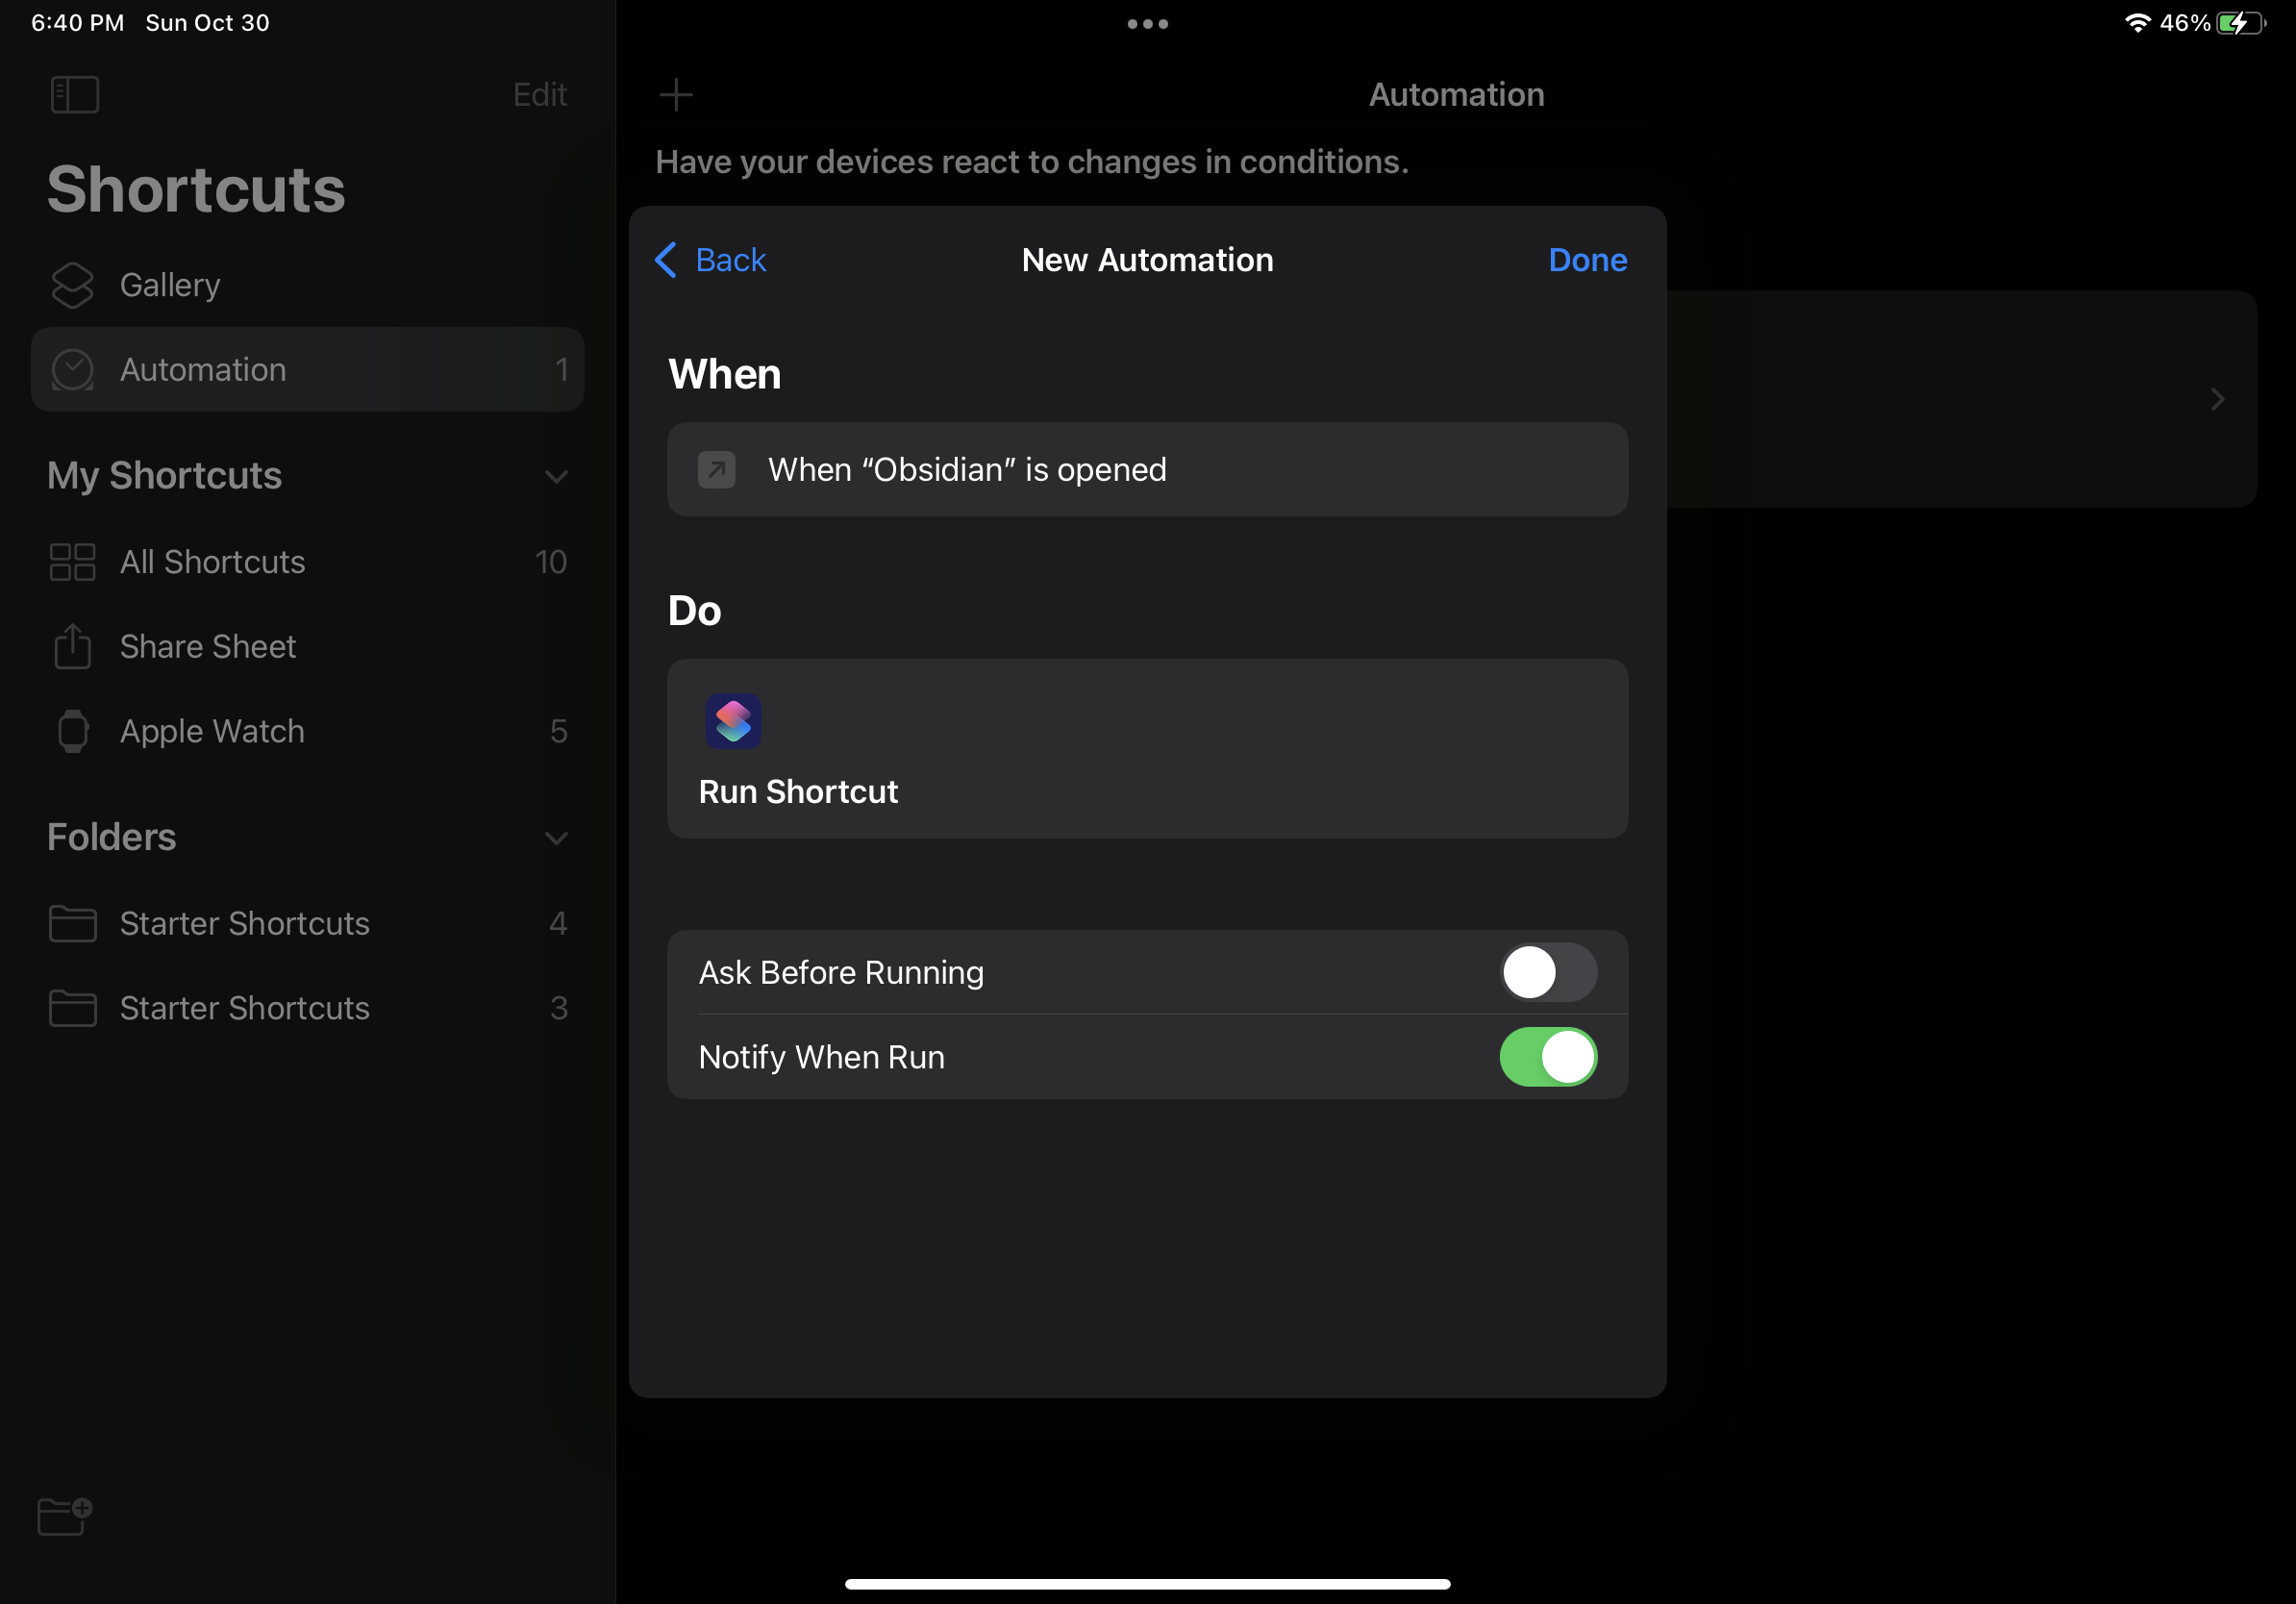 6:40 PM Sun Oct 30
46%
Edit
Shortcuts
Gallery
Automation 1
My Shortcuts
All Shortcuts 10
Share Sheet
Apple Watch 5
Folders
Starter Shortcuts 4
Starter Shortcuts 3
Automation
Have your devices react to changes in conditions.
Back New Automation Done
When
When “Obsidian” is opened
Do
Run Shortcut
Ask Before Running
Notify When Run